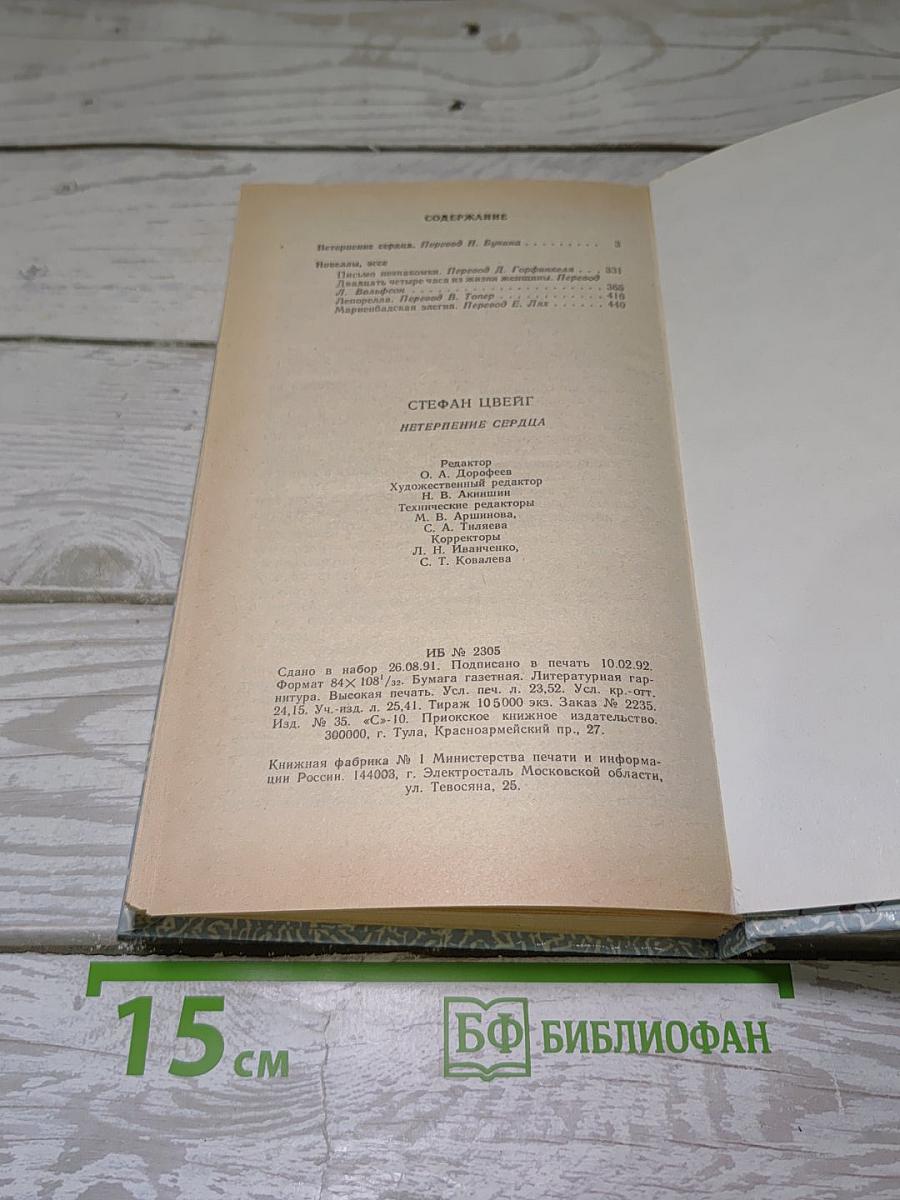 СОДЕРЖАНИЕ
Нетерпение сердца. Перевод Н. Бунина . . . . . . . . . 3
Новеллы, эссе
Письмо незнакомки. Перевод Д. Горфинкеля . . . 331
Двадцать четыре часа из жизни женщины. Перевод
Л. Вольфсон . . . . . . . . . . . . . . . . . . . . . . 365
Лепорелла. Перевод В. Топер . . . . . . . . . . . . 416
Мариенбадская элегия. Перевод Е. Лях . . . . . . 440
СТЕФАН ЦВЕЙГ
НЕТЕРПЕНИЕ СЕРДЦА
Редактор
О. А. Дорофеев
Художественный редактор
Н. В. Акиншин
Технические редакторы
М. В. Аршинова,
С. А. Тиляева
Корректоры
Л. Н. Иванченко,
С. Т. Ковалева
ИБ № 2305
Сдано в набор 26.08.91. Подписано в печать 10.02.92.
Формат 84×108¹/₃₂. Бумага газетная. Литературная гар-
нитура. Высокая печать. Усл. печ. л. 23,52. Усл. кр.-отт.
24,15. Уч.-изд. л. 25,41. Тираж 105000 экз. Заказ № 2235.
Изд. № 35. «С»-10. Приокское книжное издательство.
300000, г. Тула, Красноармейский пр., 27.
Книжная фабрика № 1 Министерства печати и информа-
ции России. 144003, г. Электросталь Московской области,
ул. Тевосяна, 25.
15 см
БФ БИБЛИОФАН